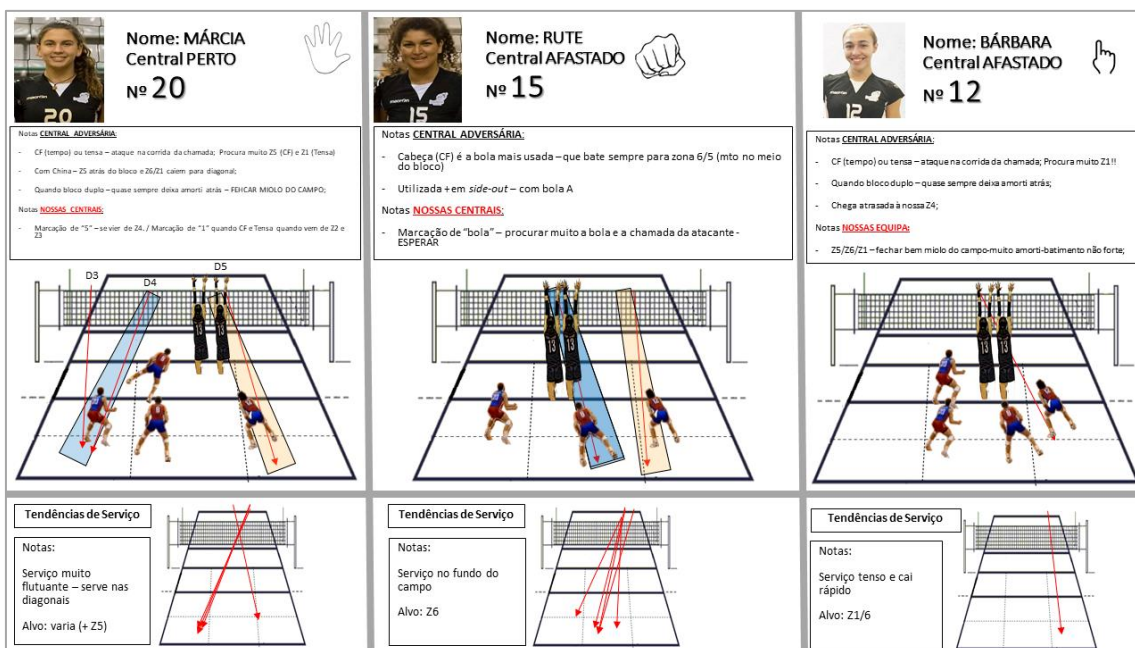 Nome: MÁRCIA
Central PERTO
Nº 20
20
Notas CENTRAL ADVERSÁRIA:
- CF (tempo) ou tensa – ataque na corrida da chamada; Procura muito Z5 (CF) e Z1 (Tensa)
- Com China – Z5 atrás do bloco e Z6/Z1 caiem para diagonal;
- Quando bloco duplo – quase sempre deixa amorti atrás – FEHCAR MIOLO DO CAMPO;
Notas NOSSAS CENTRAIS:
- Marcação de "5" – se vier de Z4. / Marcação de "1" quando CF e Tensa quando vem de Z2 e
Z3
D3
D4
D5
13
13
Tendências de Serviço
Notas:
Serviço muito
flutuante – serve nas
diagonais
Alvo: varia (+ Z5)
Nome: RUTE
Central AFASTADO
Nº 15
15
Notas CENTRAL ADVERSÁRIA:
- Cabeça (CF) é a bola mais usada – que bate sempre para zona 6/5 (mto no meio
do bloco)
- Utilizada + em side-out – com bola A
Notas NOSSAS CENTRAIS:
- Marcação de "bola" – procurar muito a bola e a chamada da atacante -
ESPERAR
13
13
Tendências de Serviço
Notas:
Serviço no fundo do
campo
Alvo: Z6
Nome: BÁRBARA
Central AFASTADO
Nº 12
12
Notas CENTRAL ADVERSÁRIA:
- CF (tempo) ou tensa – ataque na corrida da chamada; Procura muito Z1!!
- Quando bloco duplo – quase sempre deixa amorti atrás;
- Chega atrasada à nossa Z4;
Notas NOSSAS EQUIPA:
- Z5/Z6/Z1 – fechar bem miolo do campo-muito amorti-batimento não forte;
13
13
Tendências de Serviço
Notas:
Serviço tenso e cai
rápido
Alvo: Z1/6